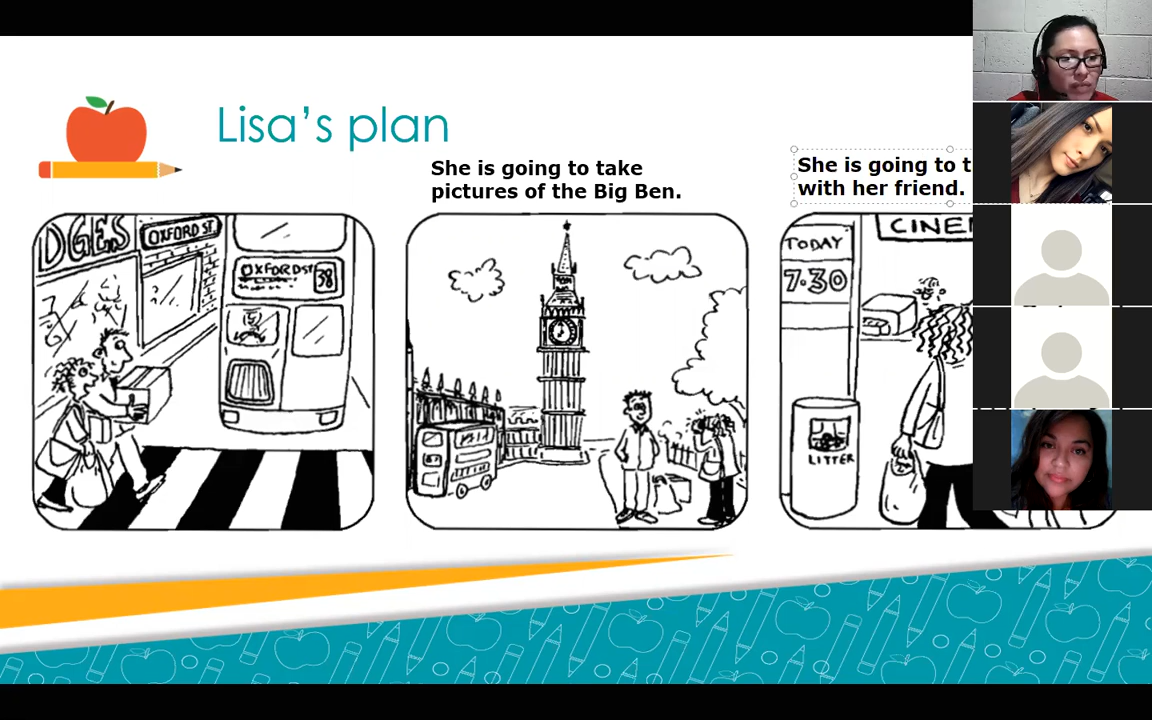 Lisa's plan
She is going to take
pictures of the Big Ben.
She is going to t
with her friend.
DGES
OXFORD ST.
OXFORD ST
38
TODAY
7.30
CINE
LITTER